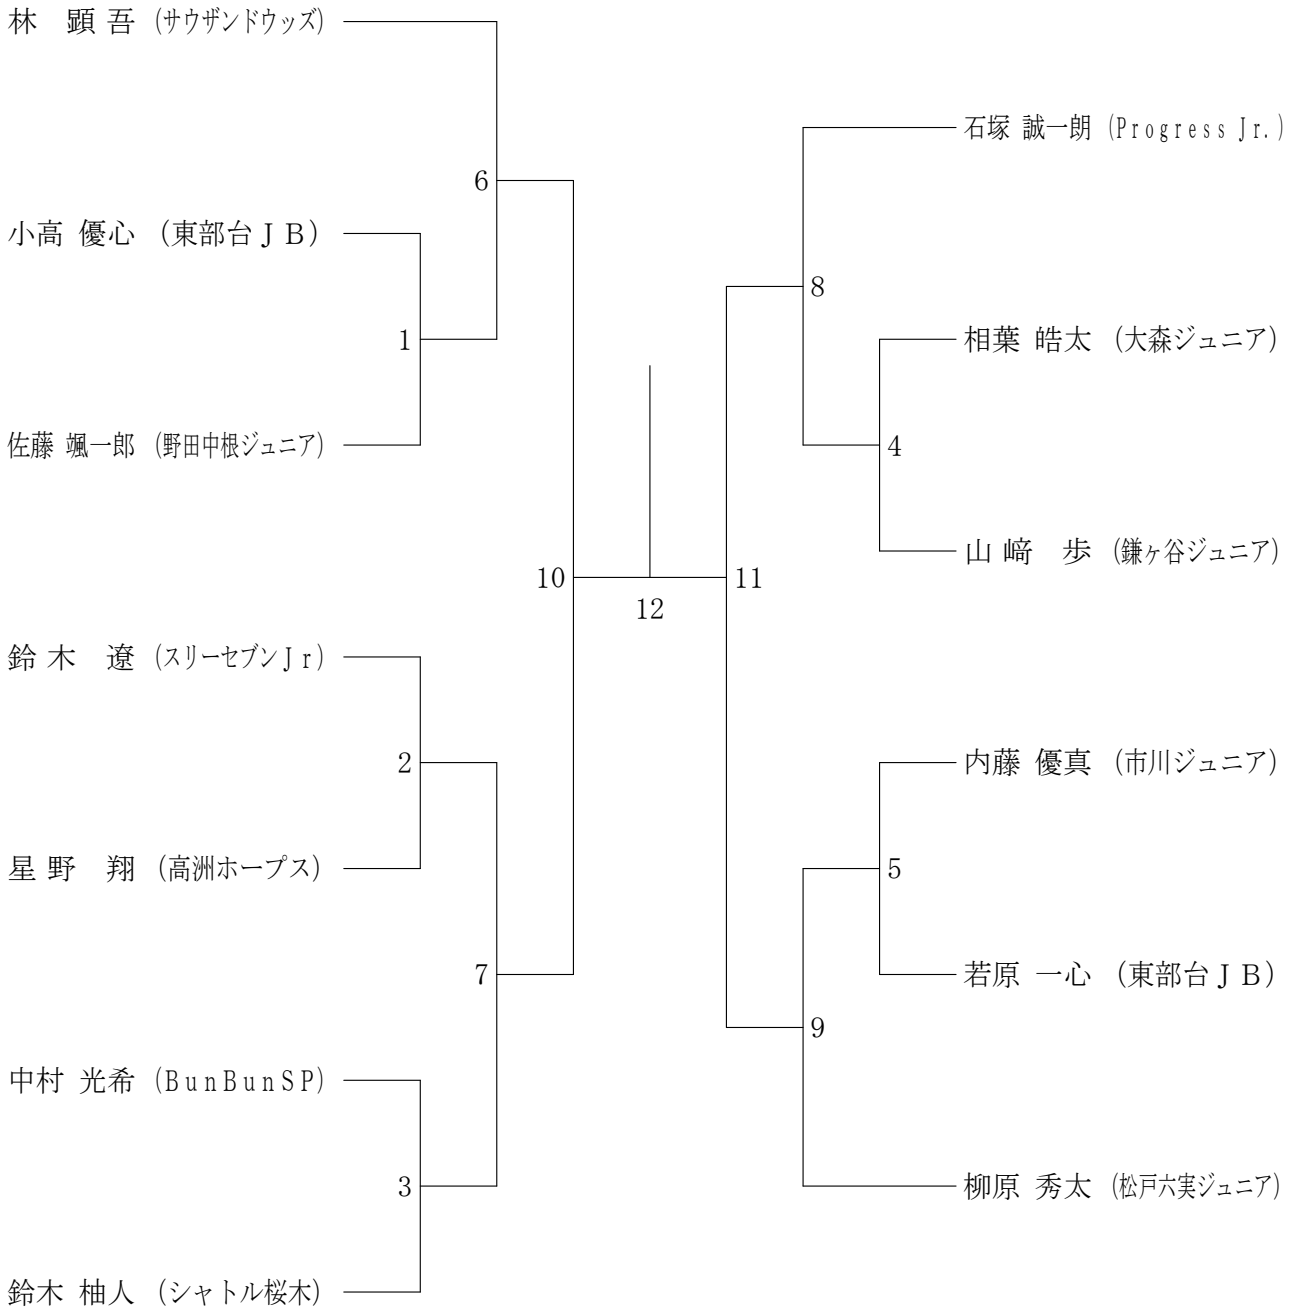 林　顕 吾（サウザンドウッズ）
6
小高 優心（東部台ＪＢ）
1
佐藤 颯一郎（野田中根ジュニア）
10
鈴 木　遼（スリーセブンＪｒ）
2
星 野　翔（高洲ホープス）
7
中村 光希（BunBunSP）
3
鈴木 柚人（シャトル桜木）
12
石塚 誠一朗（Progress Jr.）
8
相葉 皓太（大森ジュニア）
4
山 﨑　歩（鎌ヶ谷ジュニア）
11
内藤 優真（市川ジュニア）
5
若原 一心（東部台ＪＢ）
9
柳原 秀太（松戸六実ジュニア）